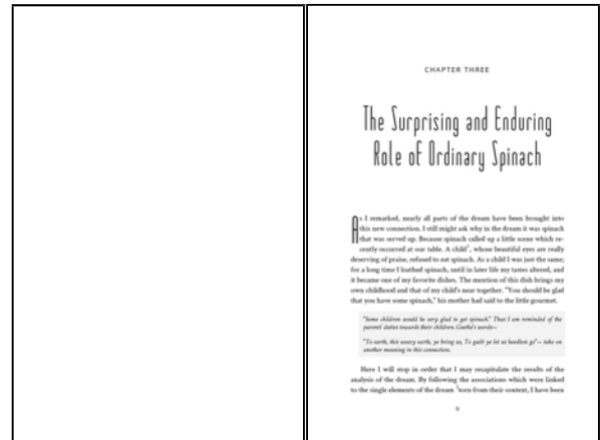 CHAPTER THREE
The Surprising and Enduring
Role of Ordinary Spinach
As I remarked, nearly all parts of the dream have been brought into
this new connection. I still might ask why in the dream it was spinach
that was served up. Because spinach called up a little scene which re-
cently occurred at our table. A child, whose beautiful eyes are really
deserving of praise, refused to eat spinach. As a child I was just the same;
for a long time I loathed spinach, until in later life my tastes altered, and
it became one of my favorite dishes. The mention of this dish brings my
own childhood and that of my child's near together. "You should be glad
that you have some spinach," his mother had said to the little gourmet.
"Some children would be very glad to get spinach." That I am reminded of the
parents' duties towards their children. Goethe's words—
"To earth, this weary earth, ye bring us, To guilt ye let us heedless go"— take on
another meaning in this connection.
Here I will stop in order that I may recapitulate the results of the
analysis of the dream. By following the associations which were linked
to the single elements of the dream torn from their context, I have been